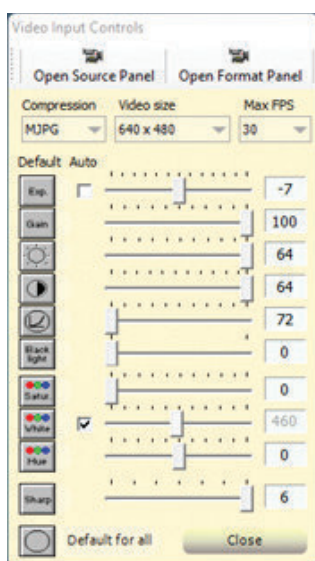 Video Input Controls
Open Source Panel Open Format Panel
Compression Video size Max FPS
MJPG 640 x 480 30
Default Auto
Exp. -7
Gain 100
64
64
72
Back light 0
Satur. 0
White 460
Hue 0
Sharp 6
Default for all Close